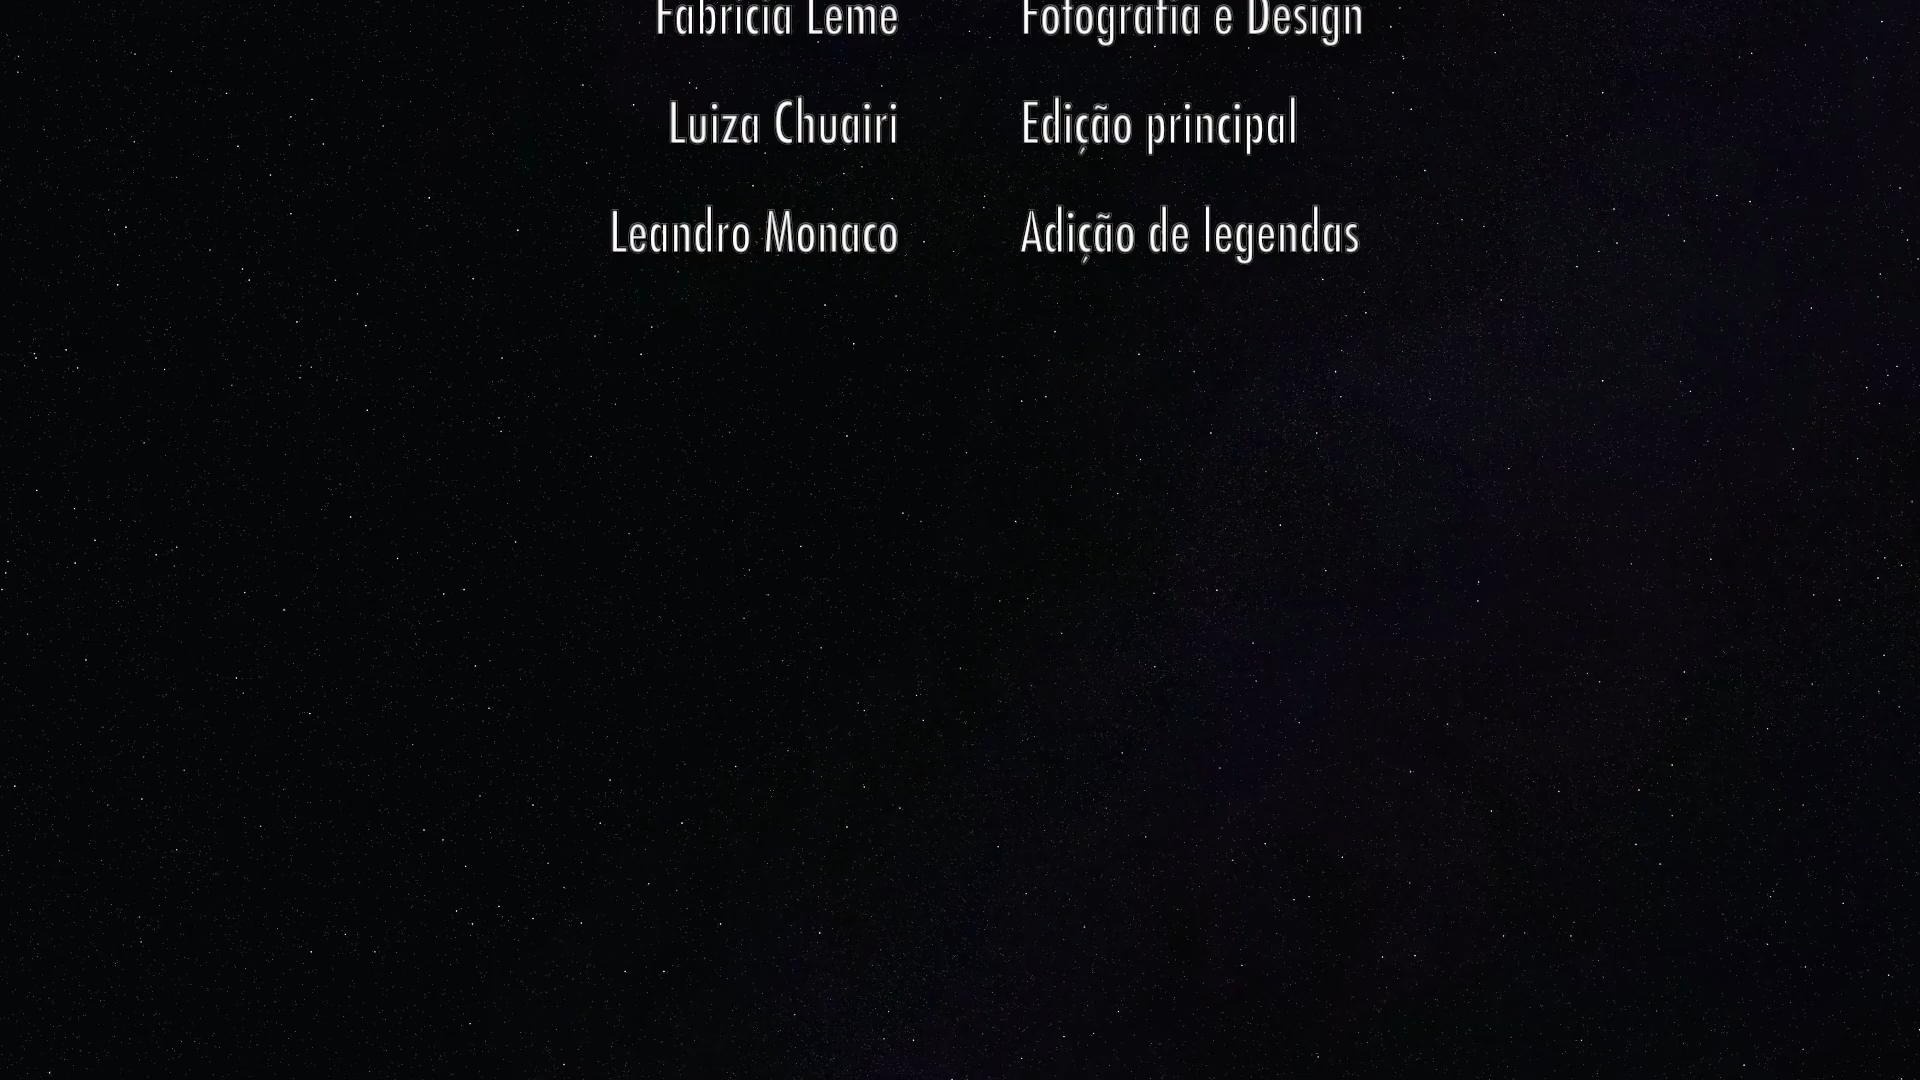 Fabricia Leme Fotografia e Design
Luiza Chuairi Edição principal
Leandro Monaco Adição de legendas